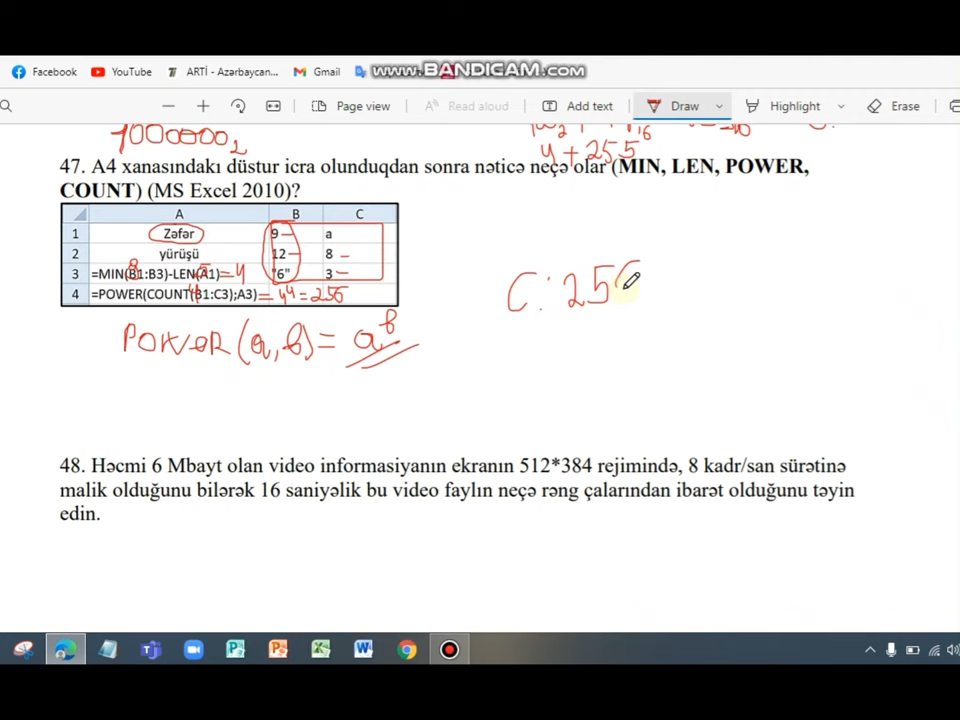 Facebook YouTube ARTİ - Azərbaycan... Gmail www.BANDICAM.com
Page view Read aloud Add text Draw Highlight Erase
1000000₂
y + 255
47. A4 xanasındakı düstur icra olunduqdan sonra nəticə neçə olar (MIN, LEN, POWER,
COUNT) (MS Excel 2010)?
A B C
1 Zəfər 9 a
2 yürüşü 12 8
3 =MIN(B1:B3)-LEN(A1) = 4 "6" 3
4 =POWER(COUNT(B1:C3);A3) = 4⁴ = 256
POWER(a,b) = aᵇ
C: 256
48. Həcmi 6 Mbayt olan video informasiyanın ekranın 512*384 rejimində, 8 kadr/san sürətinə
malik olduğunu bilərək 16 saniyəlik bu video faylın neçə rəng çalarından ibarət olduğunu təyin
edin.